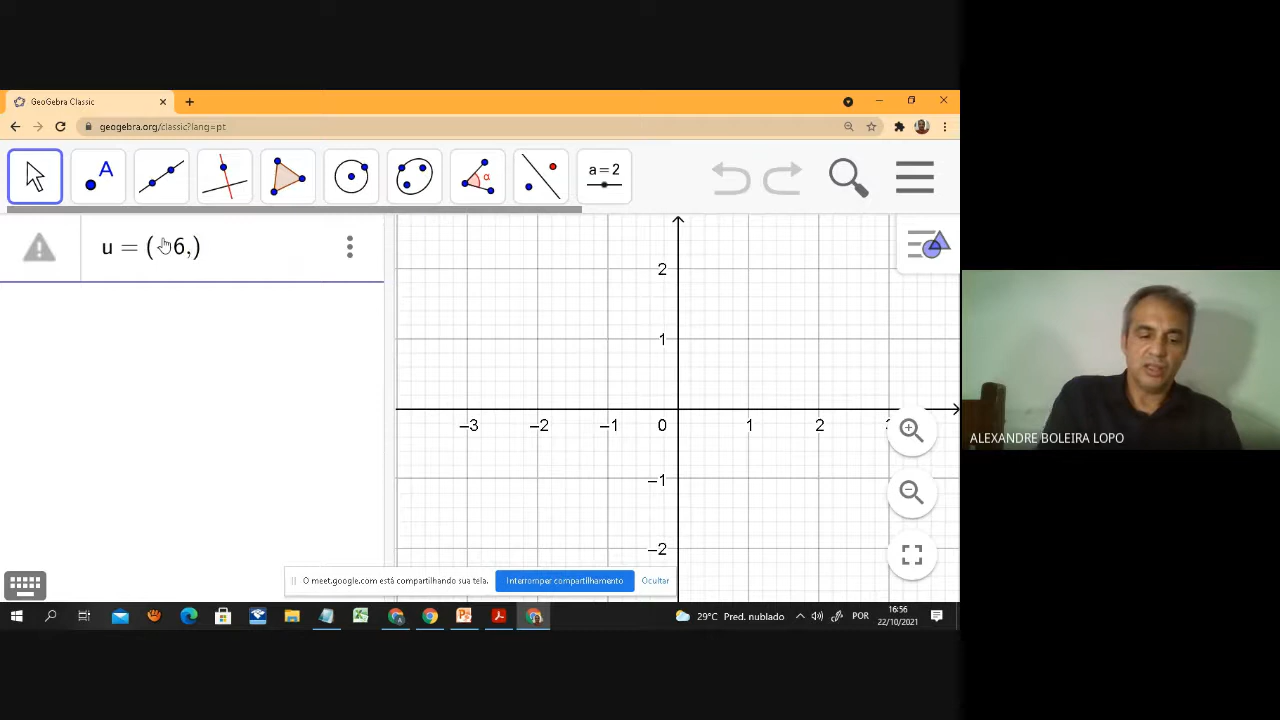 GeoGebra Classic
geogebra.org/classic?lang=pt
A
α
a = 2
u = ( 6,)
2
1
−3 −2 −1 0 1 2
−1
−2
O meet.google.com está compartilhando sua tela. Interromper compartilhamento Ocultar
29°C Pred. nublado
POR
16:56
22/10/2021
ALEXANDRE BOLEIRA LOPO